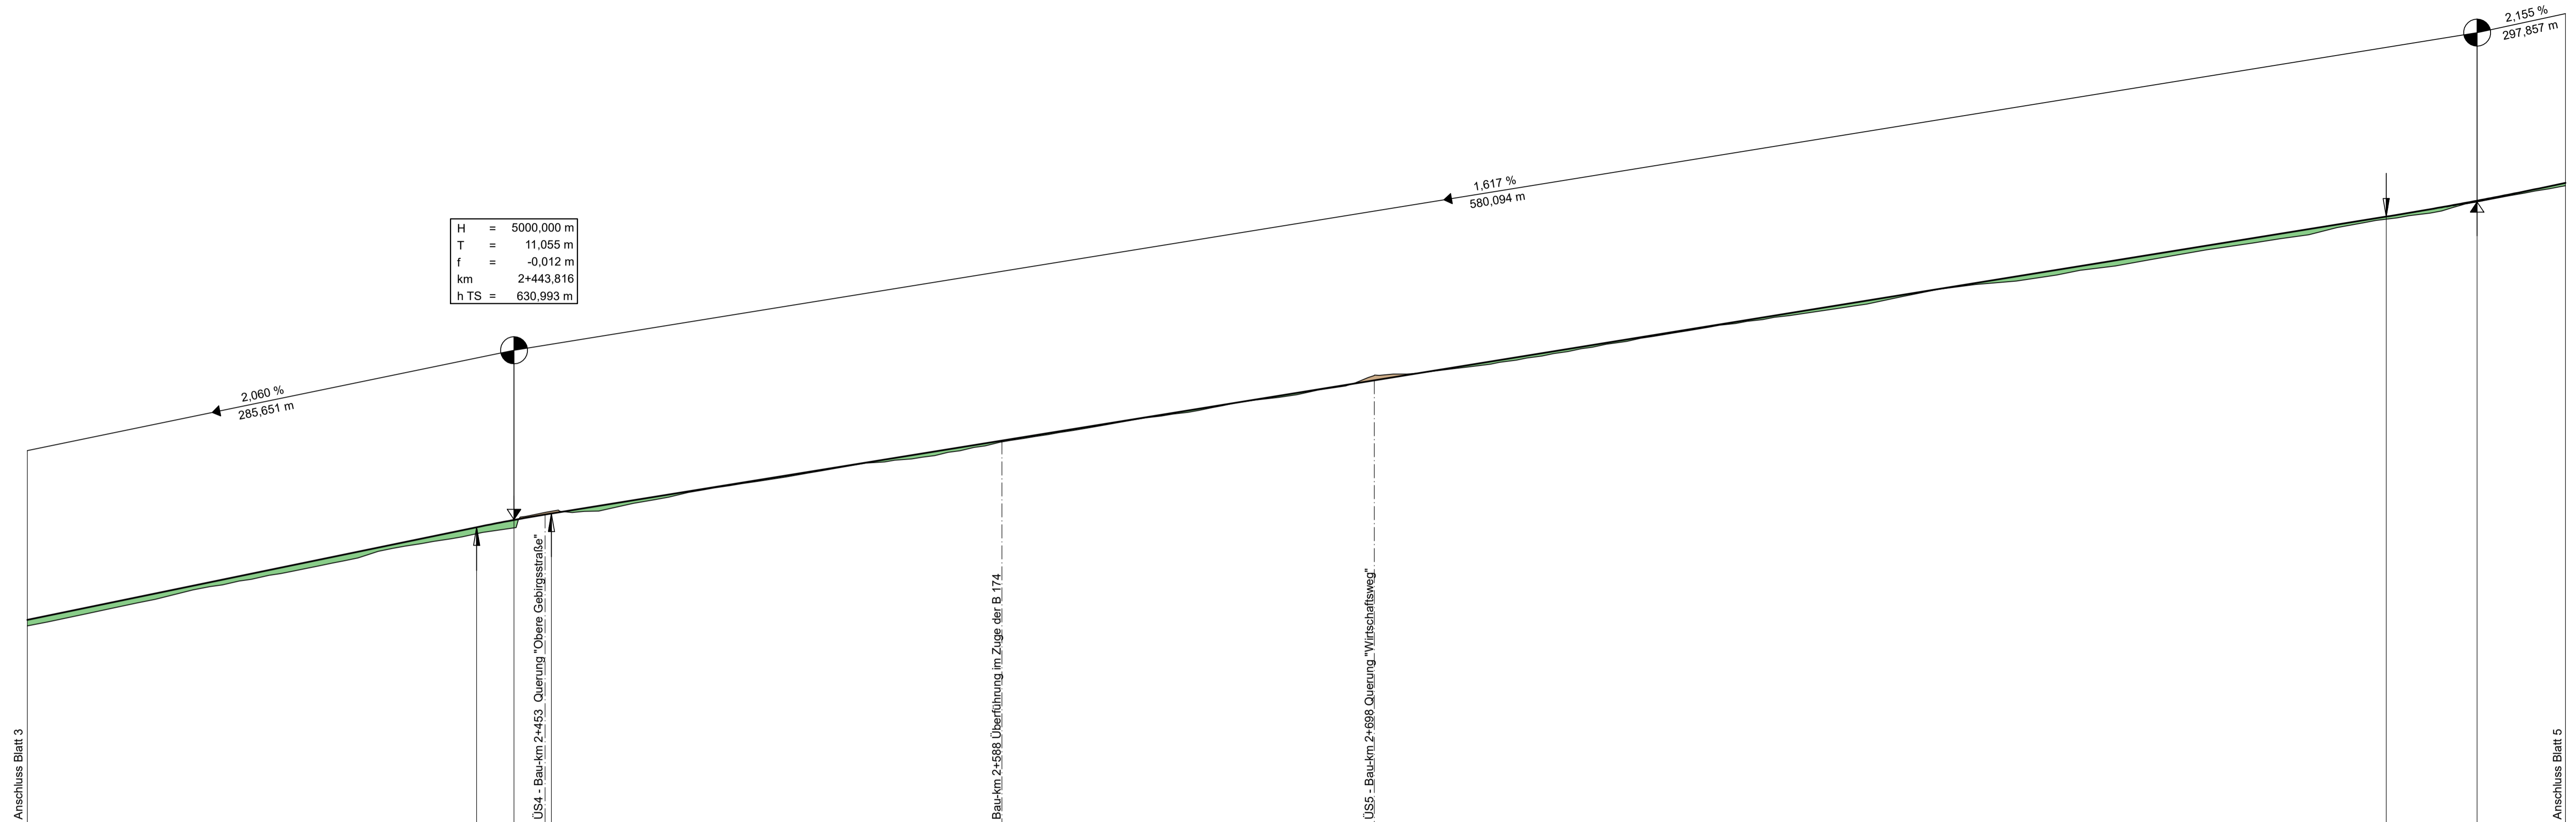 2,155 %
297,857 m
1,617 %
580,094 m
H = 5000,000 m
T = 11,055 m
f = -0,012 m
km 2+443,816
h TS = 630,993 m
2,060 %
285,651 m
Anschluss Blatt 3
ÜS4 - Bau-km 2+453 Querung "Obere Gebirgsstraße"
Bau-km 2+588 Überführung im Zuge der B 174
ÜS5 - Bau-km 2+698 Querung "Wirtschaftsweg"
Anschluss Blatt 5